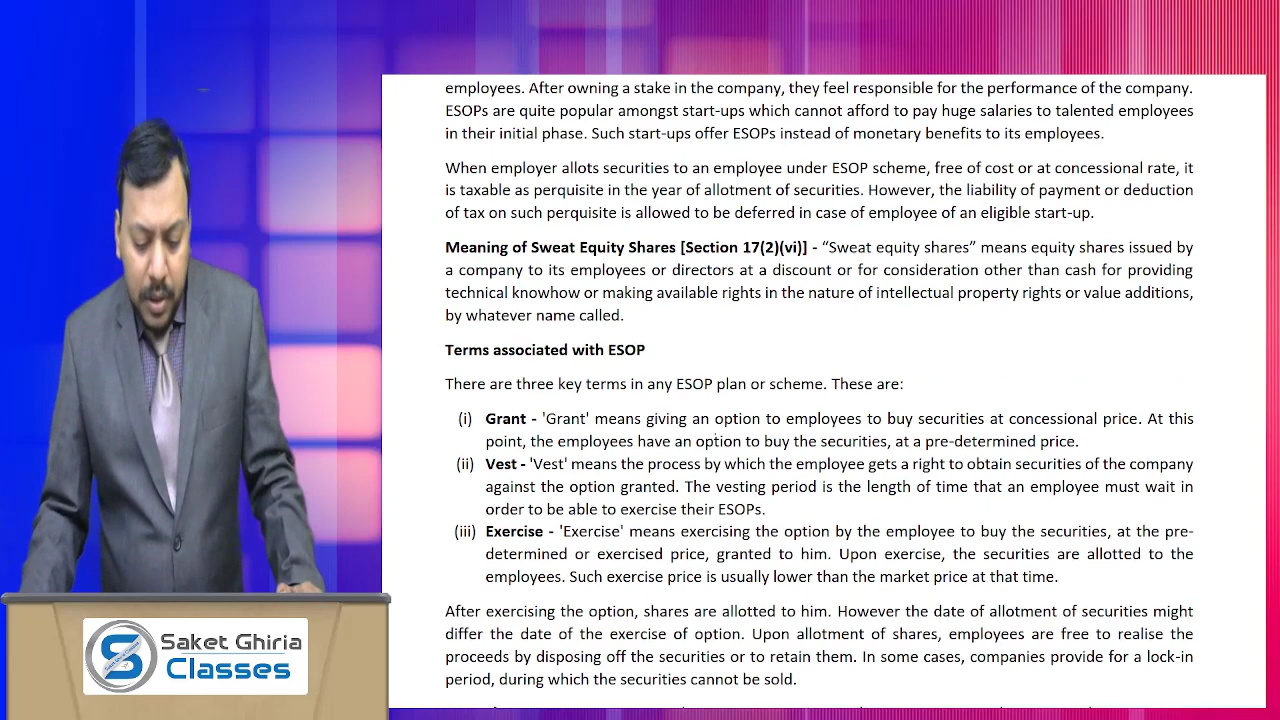 employees. After owning a stake in the company, they feel responsible for the performance of the company.
ESOPs are quite popular amongst start-ups which cannot afford to pay huge salaries to talented employees
in their initial phase. Such start-ups offer ESOPs instead of monetary benefits to its employees.
When employer allots securities to an employee under ESOP scheme, free of cost or at concessional rate, it
is taxable as perquisite in the year of allotment of securities. However, the liability of payment or deduction
of tax on such perquisite is allowed to be deferred in case of employee of an eligible start-up.
Meaning of Sweat Equity Shares [Section 17(2)(vi)] - “Sweat equity shares” means equity shares issued by
a company to its employees or directors at a discount or for consideration other than cash for providing
technical knowhow or making available rights in the nature of intellectual property rights or value additions,
by whatever name called.
Terms associated with ESOP
There are three key terms in any ESOP plan or scheme. These are:
(i) Grant - 'Grant' means giving an option to employees to buy securities at concessional price. At this
point, the employees have an option to buy the securities, at a pre-determined price.
(ii) Vest - 'Vest' means the process by which the employee gets a right to obtain securities of the company
against the option granted. The vesting period is the length of time that an employee must wait in
order to be able to exercise their ESOPs.
(iii) Exercise - 'Exercise' means exercising the option by the employee to buy the securities, at the pre-
determined or exercised price, granted to him. Upon exercise, the securities are allotted to the
employees. Such exercise price is usually lower than the market price at that time.
After exercising the option, shares are allotted to him. However the date of allotment of securities might
differ the date of the exercise of option. Upon allotment of shares, employees are free to realise the
proceeds by disposing off the securities or to retain them. In some cases, companies provide for a lock-in
period, during which the securities cannot be sold.
Saket Ghiria
Classes